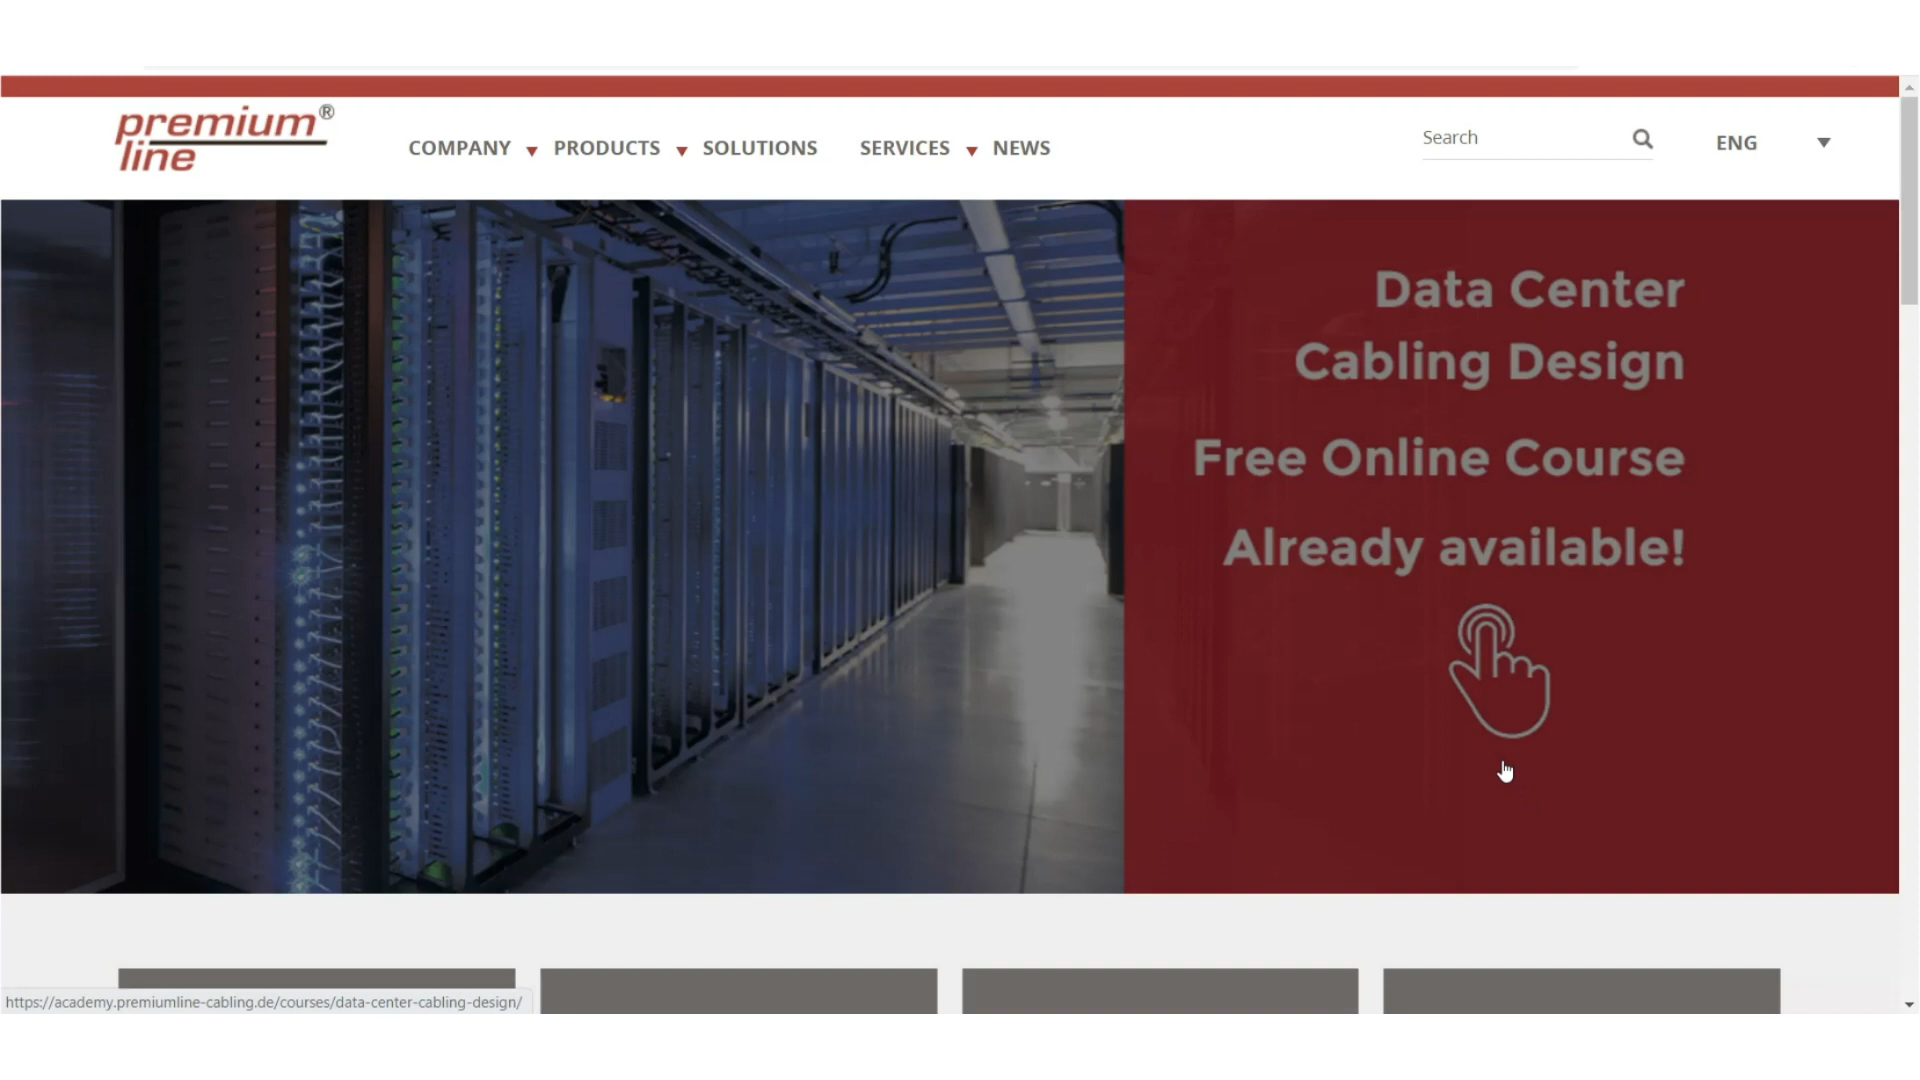 premium®
line
COMPANY PRODUCTS SOLUTIONS SERVICES NEWS
Search
ENG
Data Center
Cabling Design
Free Online Course
Already available!
https://academy.premiumline-cabling.de/courses/data-center-cabling-design/